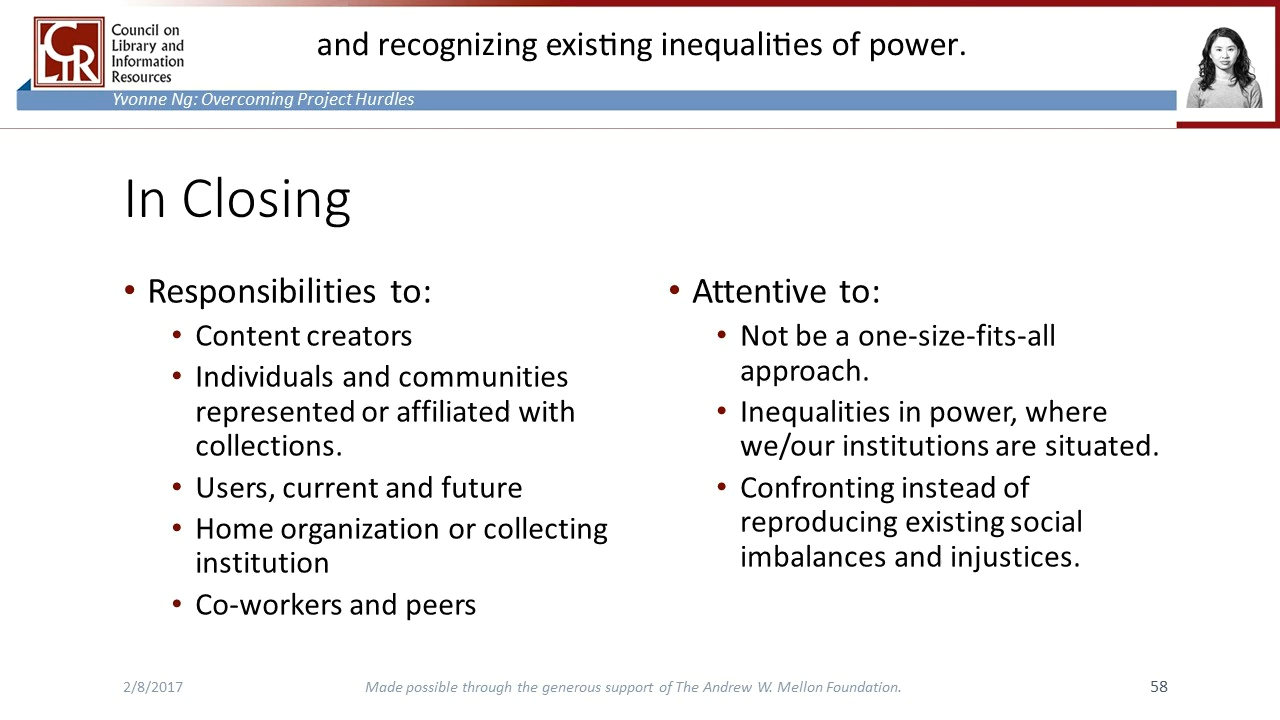 Council on
Library and
Information
Resources
CLIR
and recognizing existing inequalities of power.
Yvonne Ng: Overcoming Project Hurdles
In Closing
• Responsibilities to:
• Content creators
• Individuals and communities
represented or affiliated with
collections.
• Users, current and future
• Home organization or collecting
institution
• Co-workers and peers
• Attentive to:
• Not be a one-size-fits-all
approach.
• Inequalities in power, where
we/our institutions are situated.
• Confronting instead of
reproducing existing social
imbalances and injustices.
2/8/2017
Made possible through the generous support of The Andrew W. Mellon Foundation.
58